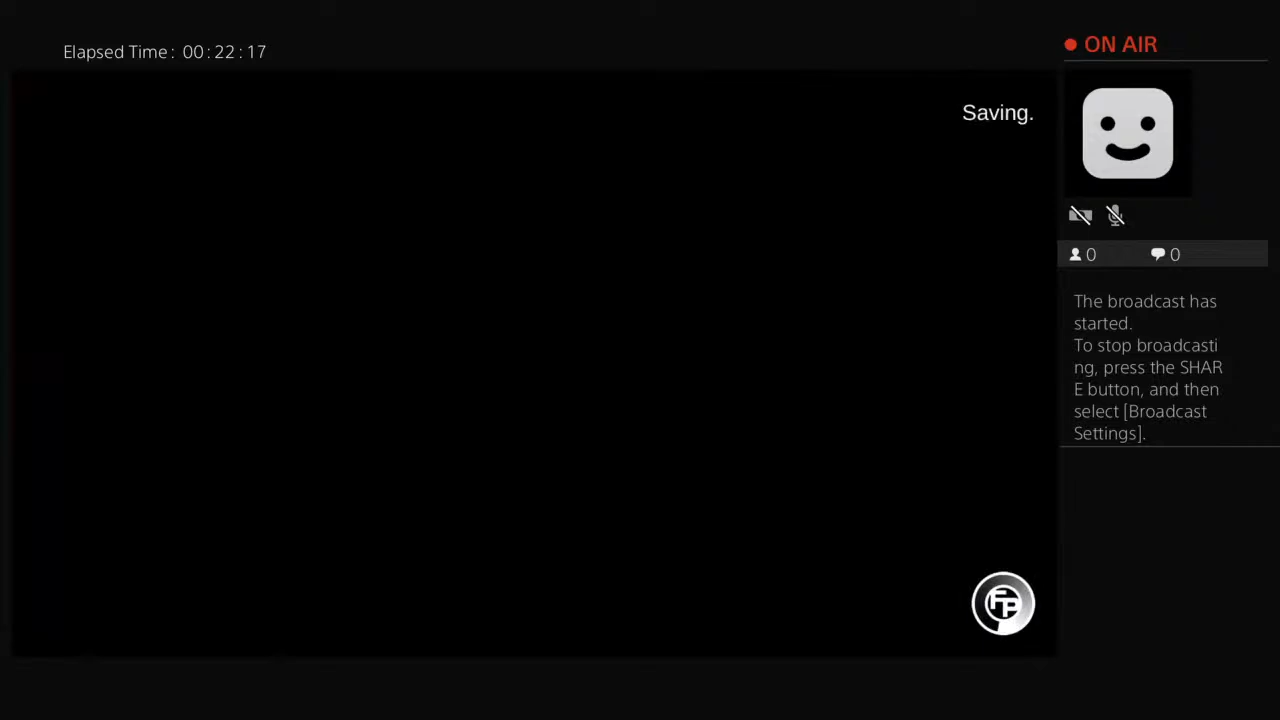 Elapsed Time: 00:22:17
ON AIR
Saving.
0
0
The broadcast has
started.
To stop broadcasti
ng, press the SHAR
E button, and then
select [Broadcast
Settings].
FP